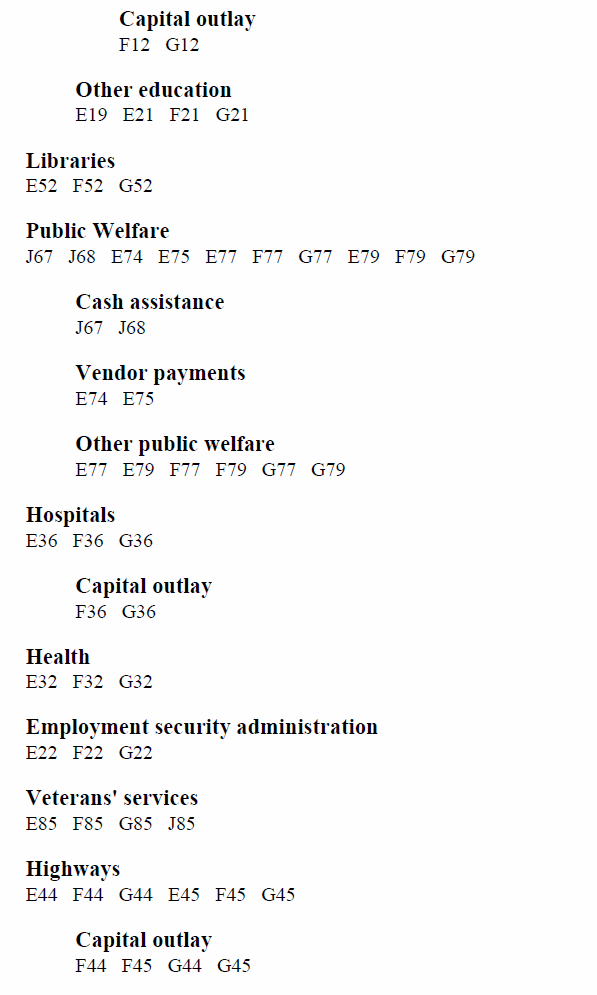 Capital outlay
F12 G12
Other education
E19 E21 F21 G21
Libraries
E52 F52 G52
Public Welfare
J67 J68 E74 E75 E77 F77 G77 E79 F79 G79
Cash assistance
J67 J68
Vendor payments
E74 E75
Other public welfare
E77 E79 F77 F79 G77 G79
Hospitals
E36 F36 G36
Capital outlay
F36 G36
Health
E32 F32 G32
Employment security administration
E22 F22 G22
Veterans' services
E85 F85 G85 J85
Highways
E44 F44 G44 E45 F45 G45
Capital outlay
F44 F45 G44 G45